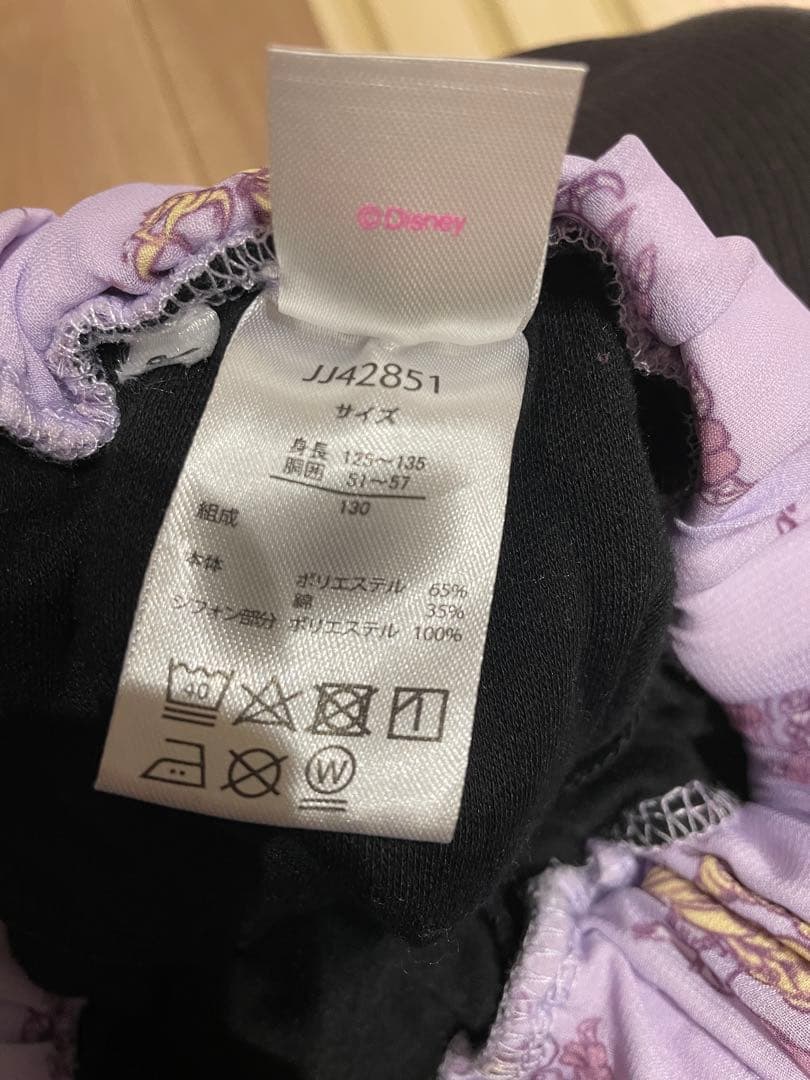 ©Disney
JJ42851
サイズ
身長 125～135
胴囲 51～57
130
組成
本体
ポリエステル 65%
綿 35%
シフォン部分 ポリエステル 100%
40
W